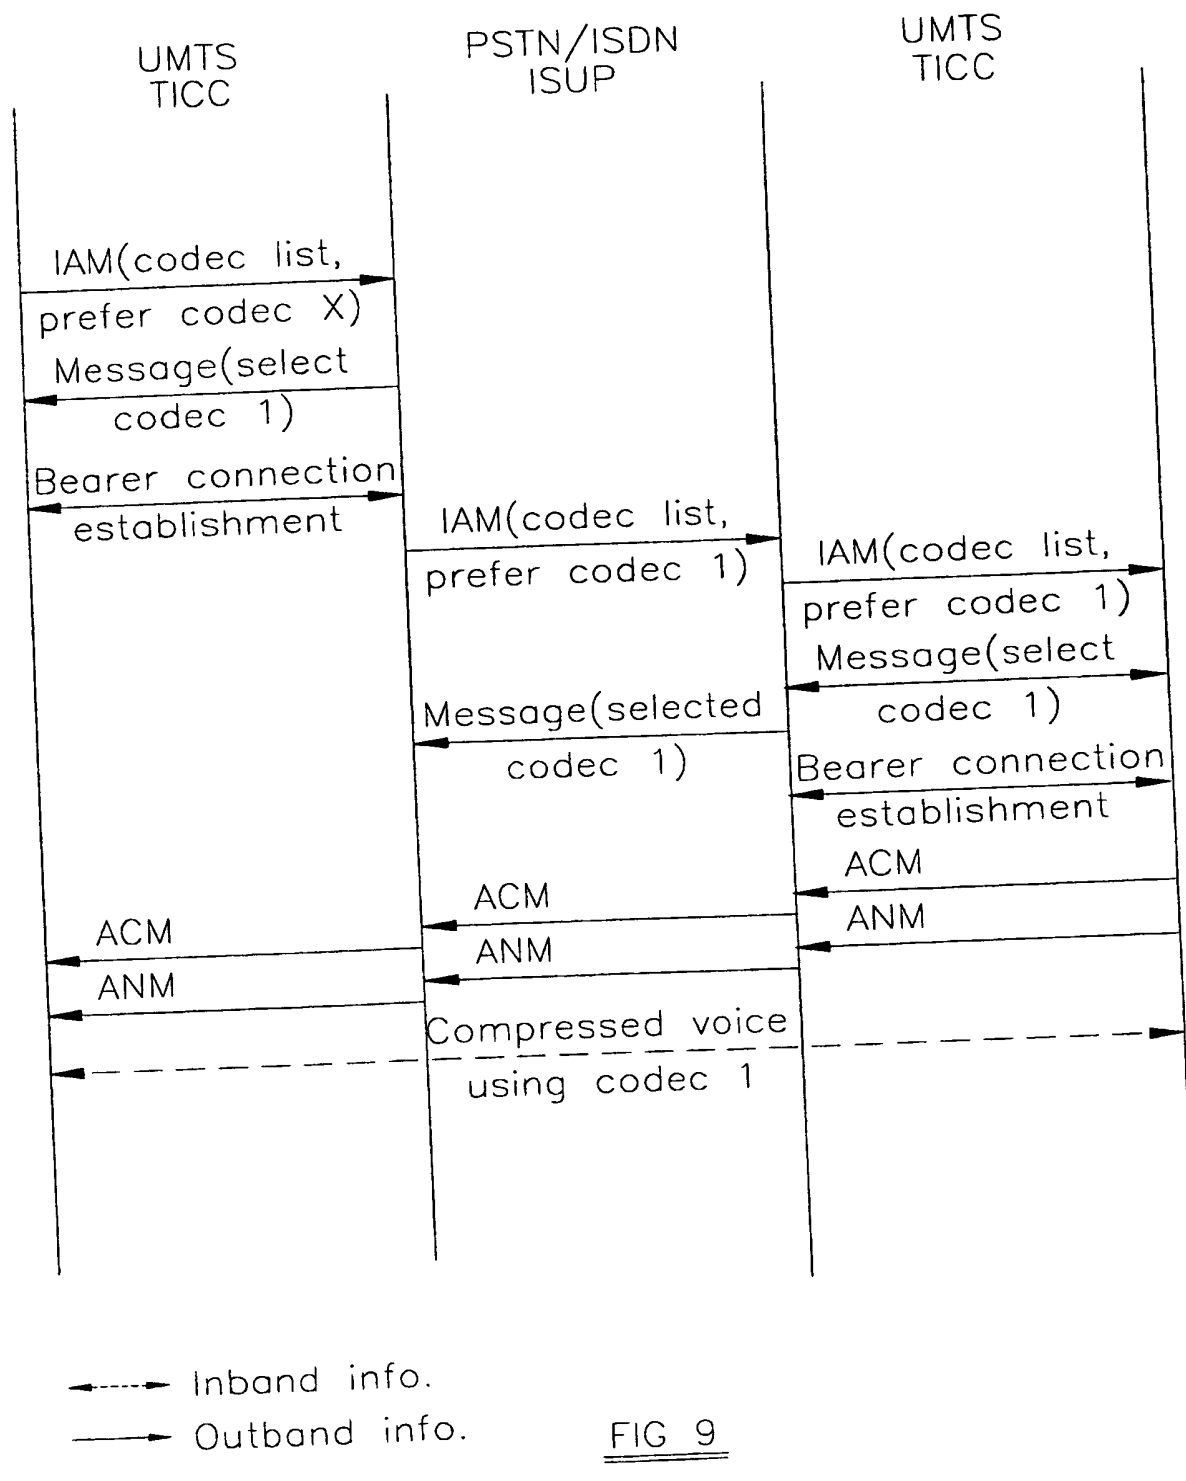 UMTS
TICC
PSTN/ISDN
ISUP
UMTS
TICC
IAM(codec list,
prefer codec X)
Message(select
codec 1)
Bearer connection
establishment
IAM(codec list,
prefer codec 1)
IAM(codec list,
prefer codec 1)
Message(select
codec 1)
Message(selected
codec 1)
Bearer connection
establishment
ACM
ANM
ACM
ANM
ACM
ANM
Compressed voice
using codec 1
Inband info.
Outband info.
FIG 9